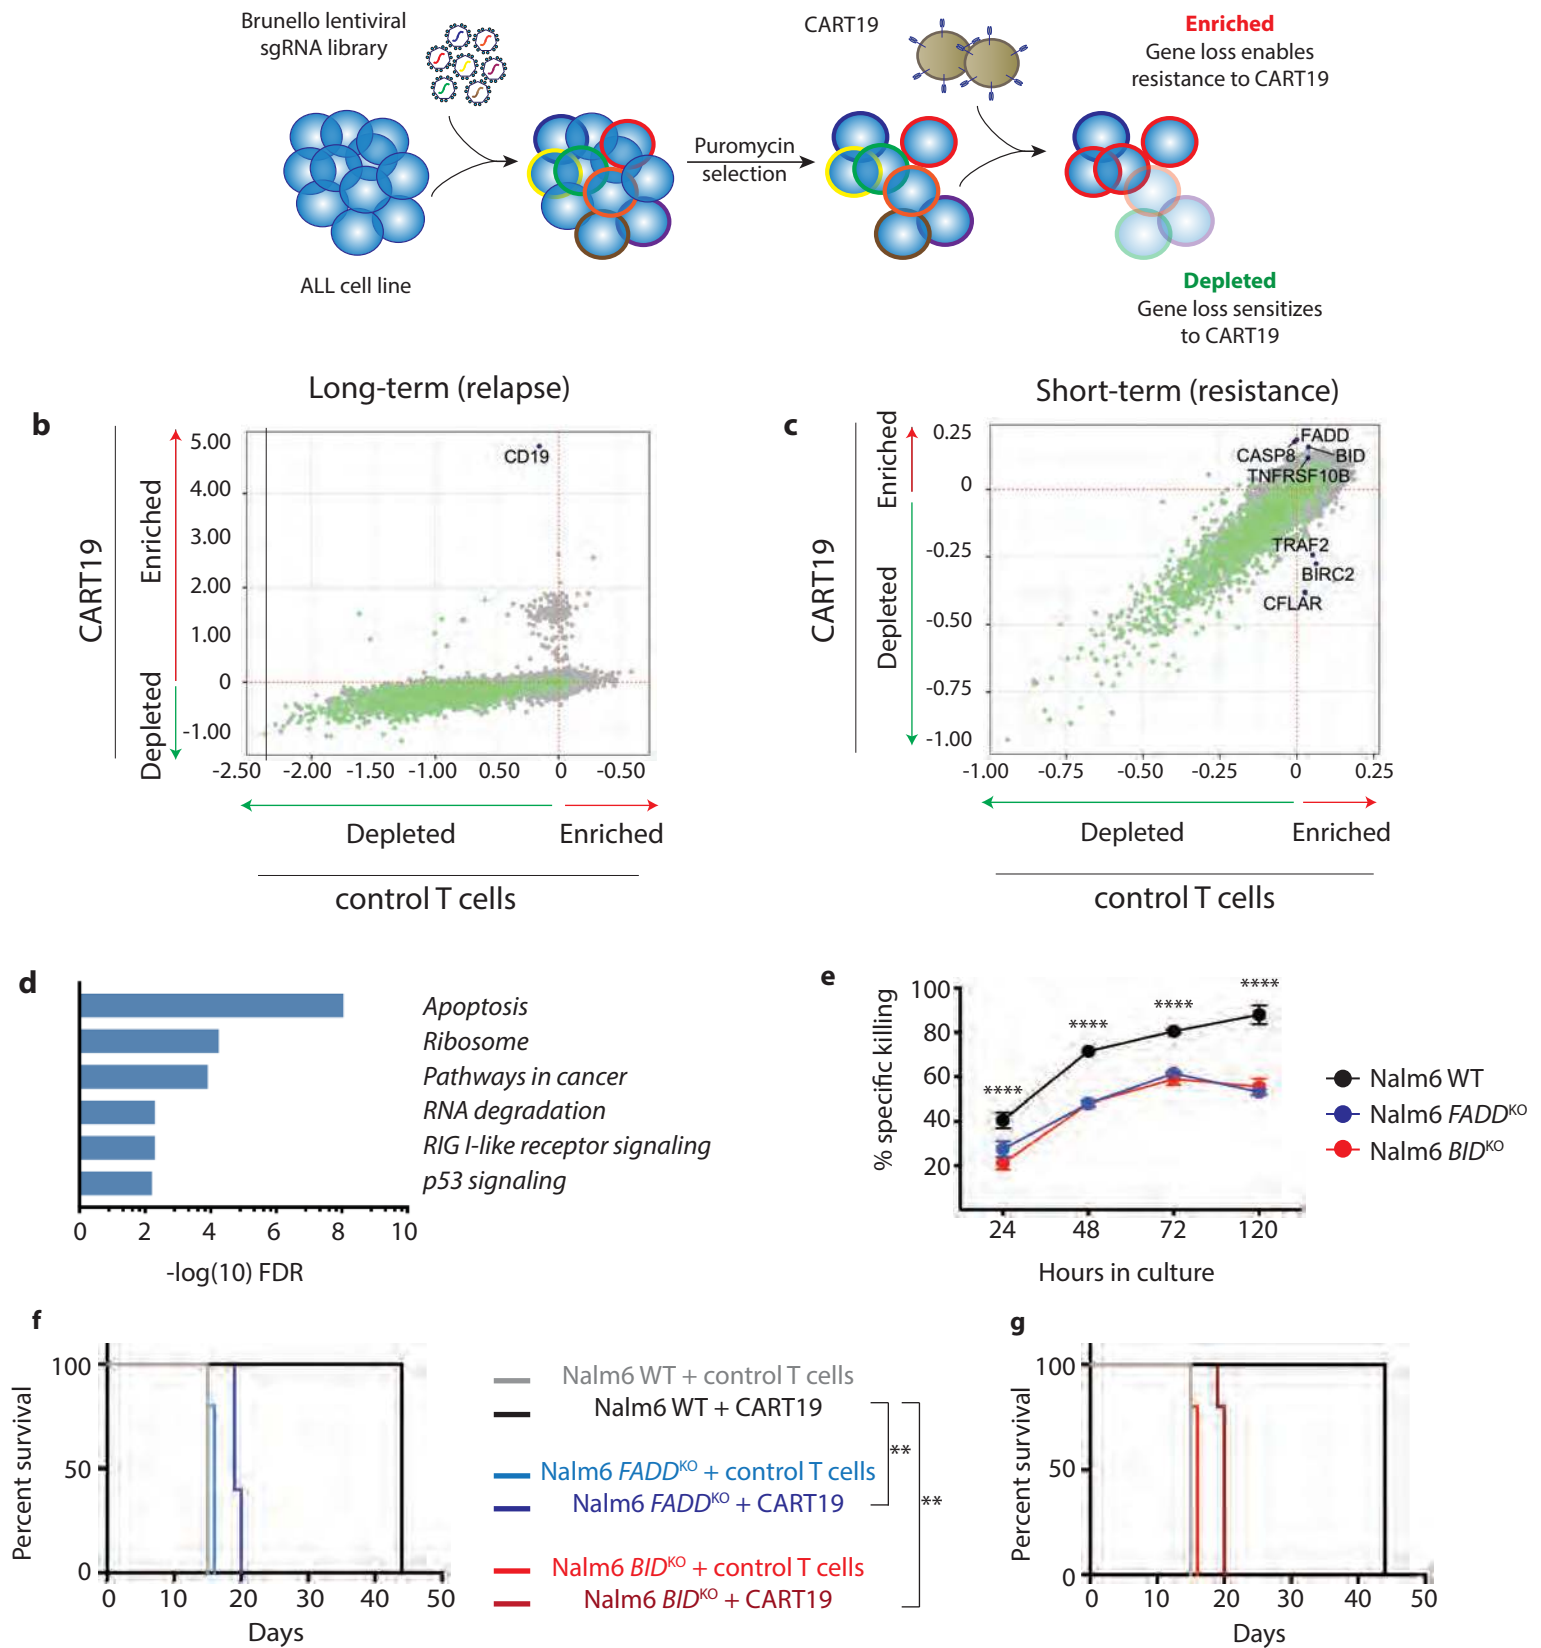 Brunello lentiviral
sgRNA library
CART19
Enriched
Gene loss enables
resistance to CART19
Puromycin
selection
ALL cell line
Depleted
Gene loss sensitizes
to CART19
b
Long-term (relapse)
CART19
Enriched
Depleted
5.00
4.00
3.00
2.00
1.00
0
-1.00
CD19
-2.50 -2.00 -1.50 -1.00 0.50 0 -0.50
Depleted
Enriched
control T cells
c
Short-term (resistance)
CART19
Enriched
Depleted
0.25
0
-0.25
-0.50
-0.75
-1.00
FADD
CASP8
BID
TNFRSF10B
TRAF2
BIRC2
CFLAR
-1.00 -0.75 -0.50 -0.25 0 0.25
Depleted
Enriched
control T cells
d
Apoptosis
Ribosome
Pathways in cancer
RNA degradation
RIG I-like receptor signaling
p53 signaling
0 2 4 6 8 10
-log(10) FDR
e
% specific killing
100
80
60
40
20
****
****
****
****
24 48 72 120
Hours in culture
Nalm6 WT
Nalm6 FADDKO
Nalm6 BIDKO
f
Percent survival
100
50
0
0 10 20 30 40 50
Days
Nalm6 WT + control T cells
Nalm6 WT + CART19
Nalm6 FADDKO + control T cells
Nalm6 FADDKO + CART19
Nalm6 BIDKO + control T cells
Nalm6 BIDKO + CART19
**
**
g
Percent survival
100
50
0
0 10 20 30 40 50
Days